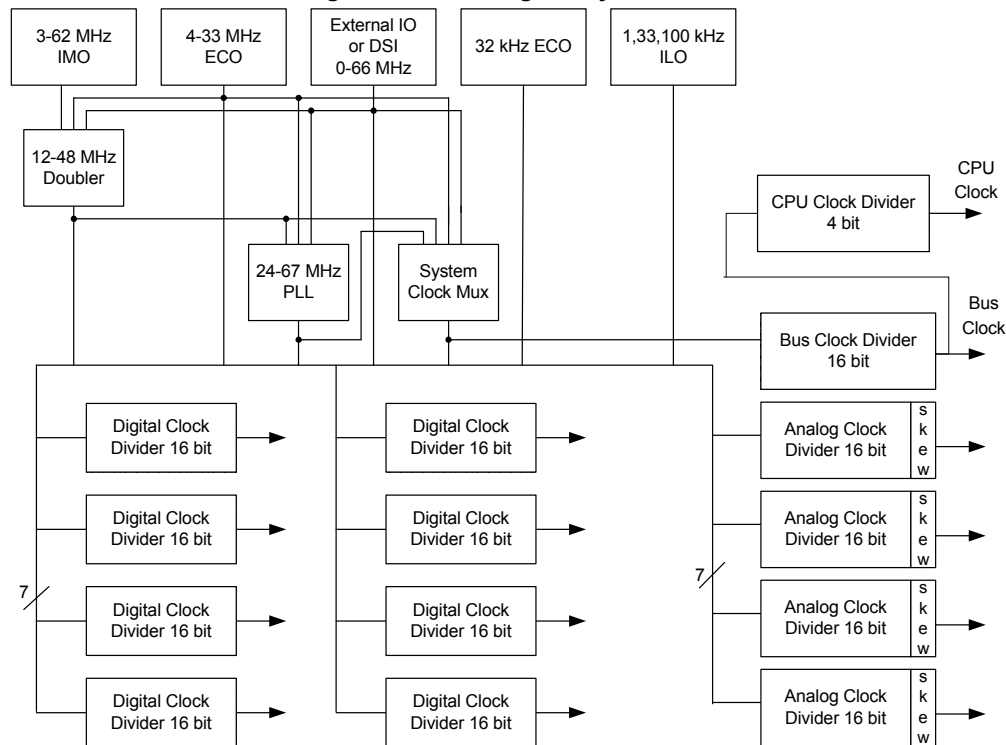 3-62 MHz
IMO
4-33 MHz
ECO
External IO
or DSI
0-66 MHz
32 kHz ECO
1,33,100 kHz
ILO
12-48 MHz
Doubler
CPU
Clock
CPU Clock Divider
4 bit
24-67 MHz
PLL
System
Clock Mux
Bus
Clock
Bus Clock Divider
16 bit
Digital Clock
Divider 16 bit
Digital Clock
Divider 16 bit
Analog Clock
Divider 16 bit
s
k
e
w
Digital Clock
Divider 16 bit
Digital Clock
Divider 16 bit
Analog Clock
Divider 16 bit
s
k
e
w
7
7
Digital Clock
Divider 16 bit
Digital Clock
Divider 16 bit
Analog Clock
Divider 16 bit
s
k
e
w
Digital Clock
Divider 16 bit
Digital Clock
Divider 16 bit
Analog Clock
Divider 16 bit
s
k
e
w